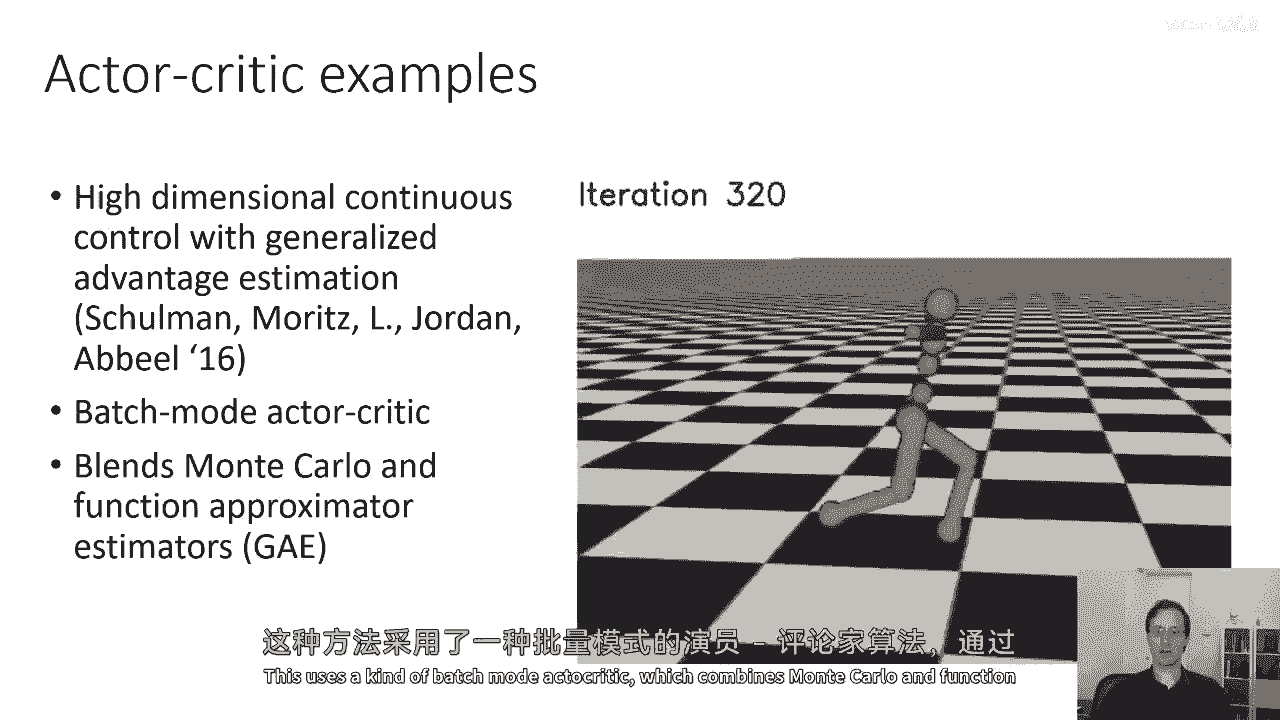 Actor-critic examples
• High dimensional continuous
control with generalized
advantage estimation
(Schulman, Moritz, L., Jordan,
Abbeel ‘16)
• Batch-mode actor-critic
• Blends Monte Carlo and
function approximator
estimators (GAE)
Iteration 320
这种方法采用了一种批量模式的演员 - 评论家算法，通过
This uses a kind of batch mode actocritic, which combines Monte Carlo and function